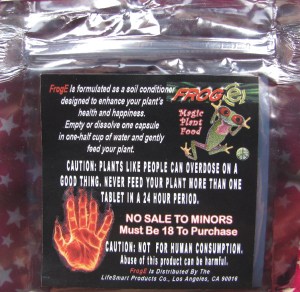 FrogE is formulated as a soil conditioner
designed to enhance your plant's
health and happiness.
Empty or dissolve one capsule
in one-half cup of water and gently
feed your plant.
FROG E
Magic
Plant
Food
CAUTION: PLANTS LIKE PEOPLE CAN OVERDOSE ON A
GOOD THING. NEVER FEED YOUR PLANT MORE THAN ONE
TABLET IN A 24 HOUR PERIOD.
NO SALE TO MINORS
Must Be 18 To Purchase
CAUTION: NOT FOR HUMAN CONSUMPTION.
Abuse of this product can be harmful.
FrogE Is Distributed By The
LifeSmart Products Co., Los Angeles, CA 90016